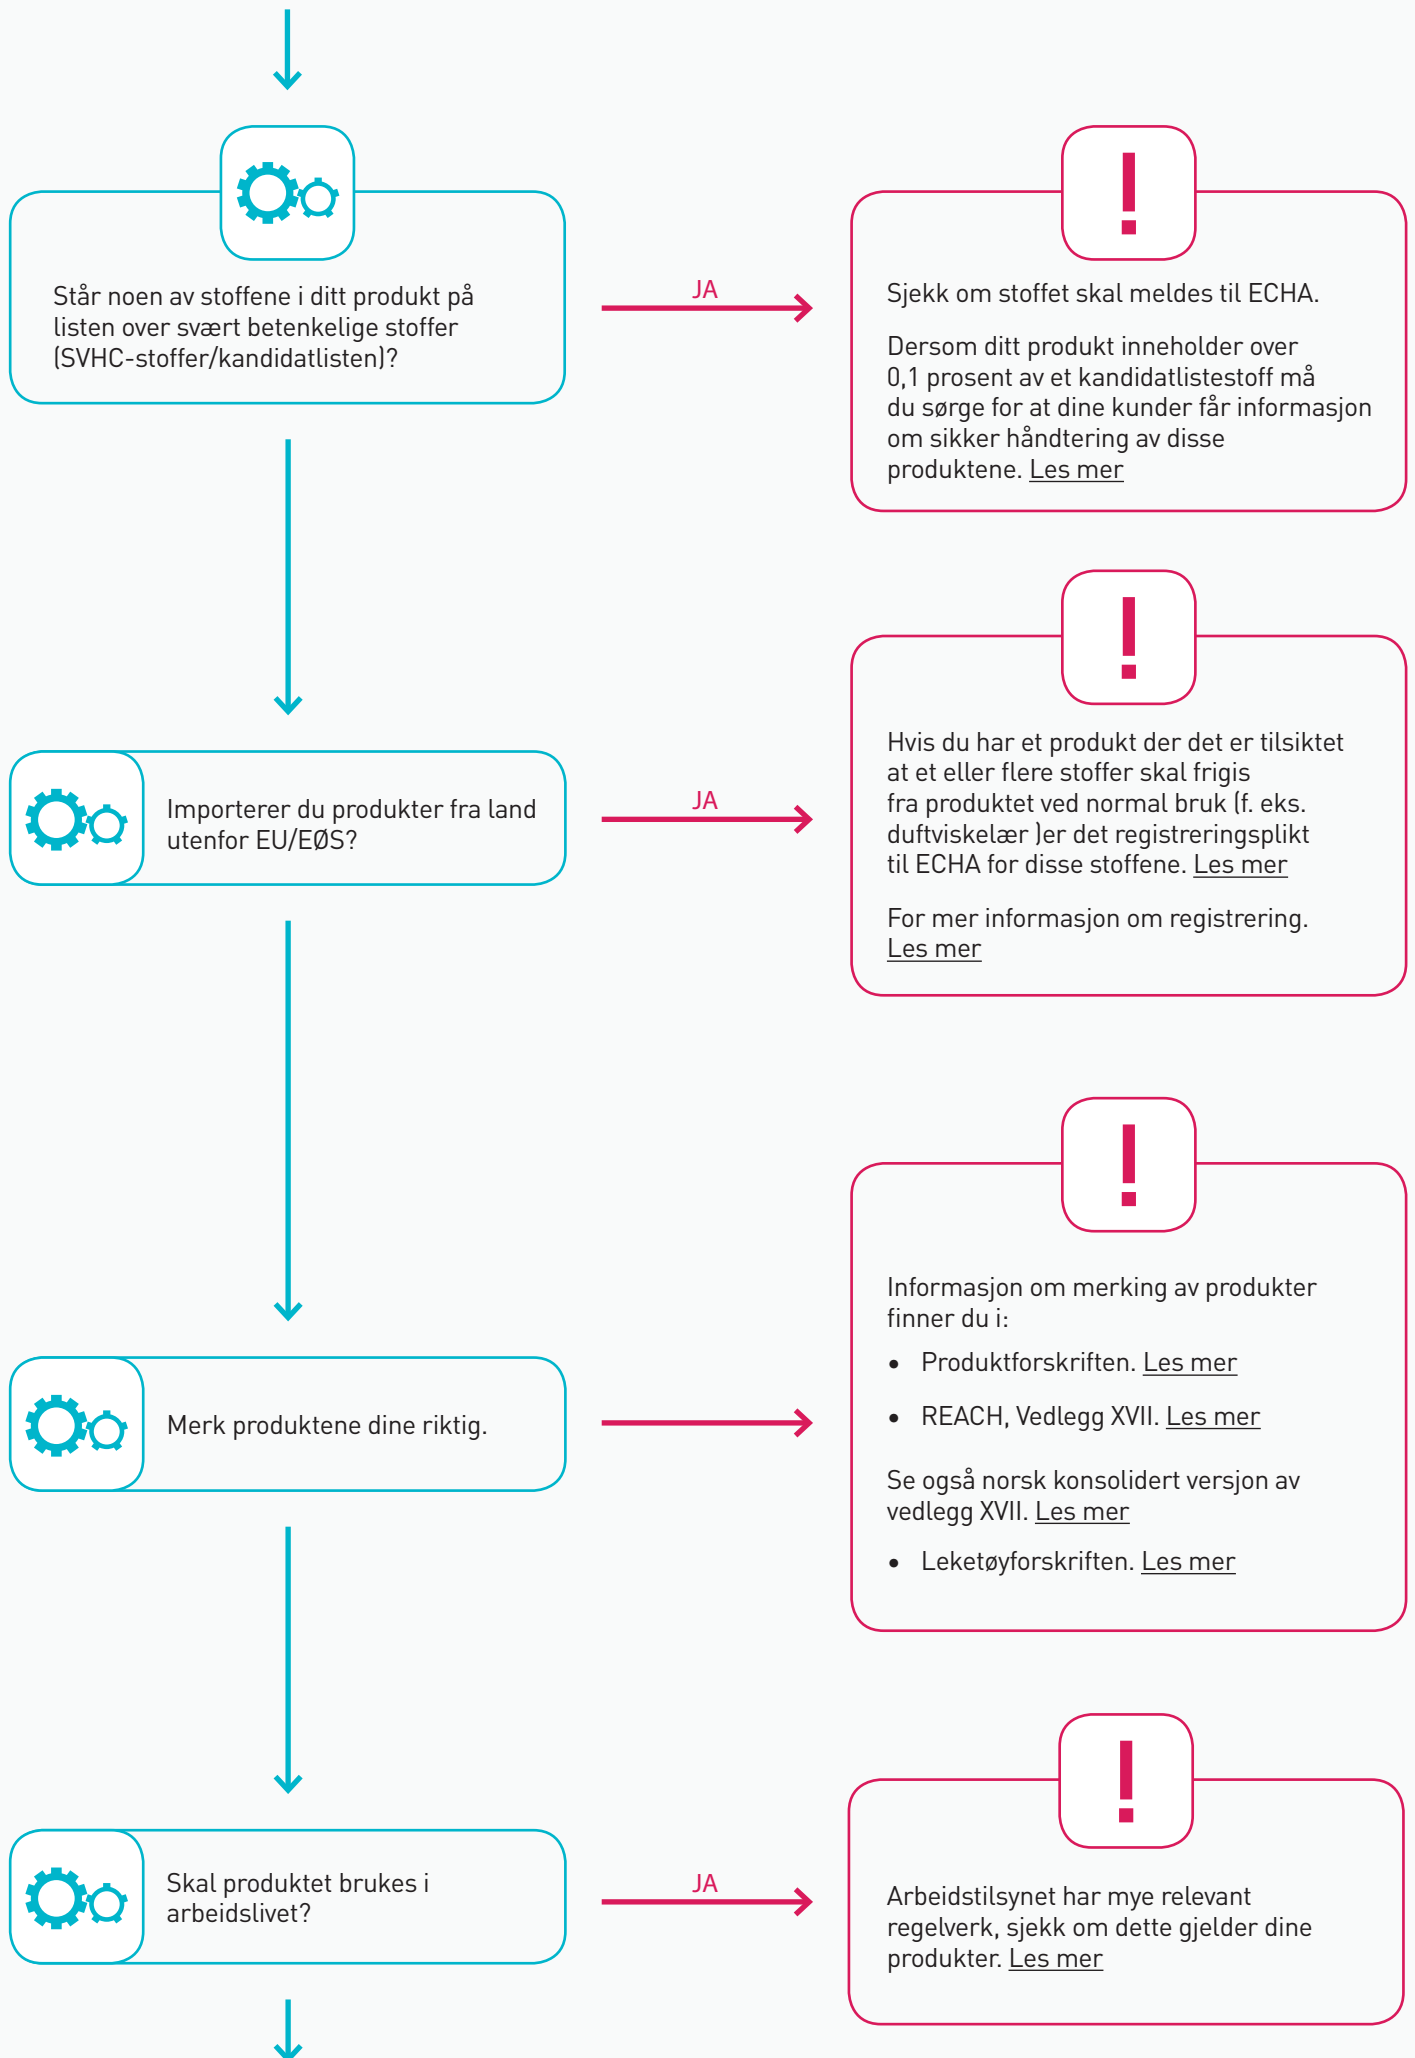 Står noen av stoffene i ditt produkt på
listen over svært betenkelige stoffer
(SVHC-stoffer/kandidatlisten)?
JA
Sjekk om stoffet skal meldes til ECHA.
Dersom ditt produkt inneholder over
0,1 prosent av et kandidatlistestoff må
du sørge for at dine kunder får informasjon
om sikker håndtering av disse
produktene. Les mer
Importerer du produkter fra land
utenfor EU/EØS?
JA
Hvis du har et produkt der det er tilsiktet
at et eller flere stoffer skal frigis
fra produktet ved normal bruk (f. eks.
duftviskelær )er det registreringsplikt
til ECHA for disse stoffene. Les mer
For mer informasjon om registrering.
Les mer
Merk produktene dine riktig.
Informasjon om merking av produkter
finner du i:
• Produktforskriften. Les mer
• REACH, Vedlegg XVII. Les mer
Se også norsk konsolidert versjon av
vedlegg XVII. Les mer
• Leketøyforskriften. Les mer
Skal produktet brukes i
arbeidslivet?
JA
Arbeidstilsynet har mye relevant
regelverk, sjekk om dette gjelder dine
produkter. Les mer